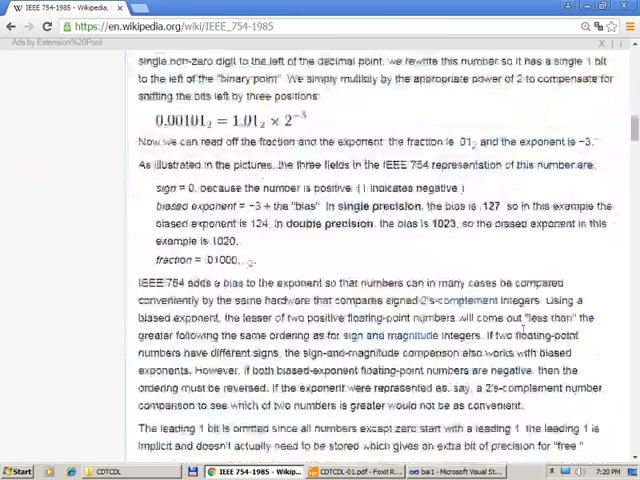 W IEEE 754-1985 - Wikip...
https://en.wikipedia.org/wiki/IEEE_754-1985
Ads by Extension Pool
single non-zero digit to the left of the decimal point, we rewrite this number so it has a single 1 bit
to the left of the "binary point". We simply multiply by the appropriate power of 2 to compensate for
shifting the bits left by three positions:
0.00101₂ = 1.01₂ × 2⁻³
Now we can read off the fraction and the exponent: the fraction is .01₂ and the exponent is −3.
As illustrated in the pictures, the three fields in the IEEE 754 representation of this number are:
sign = 0, because the number is positive. (1 indicates negative.)
biased exponent = −3 + the "bias". In single precision, the bias is 127, so in this example the
biased exponent is 124; in double precision, the bias is 1023, so the biased exponent in this
example is 1020.
fraction = .01000…₂.
IEEE 754 adds a bias to the exponent so that numbers can in many cases be compared
conveniently by the same hardware that compares signed 2's-complement integers. Using a
biased exponent, the lesser of two positive floating-point numbers will come out "less than" the
greater following the same ordering as for sign and magnitude integers. If two floating-point
numbers have different signs, the sign-and-magnitude comparison also works with biased
exponents. However, if both biased-exponent floating-point numbers are negative, then the
ordering must be reversed. If the exponent were represented as, say, a 2's-complement number,
comparison to see which of two numbers is greater would not be as convenient.
The leading 1 bit is omitted since all numbers except zero start with a leading 1; the leading 1 is
implicit and doesn't actually need to be stored which gives an extra bit of precision for "free."
Start
CDTCDL
IEEE 754-1985 - Wikip...
CDTCDL-01.pdf - Foxit R...
bai1 - Microsoft Visual St...
7:20 PM